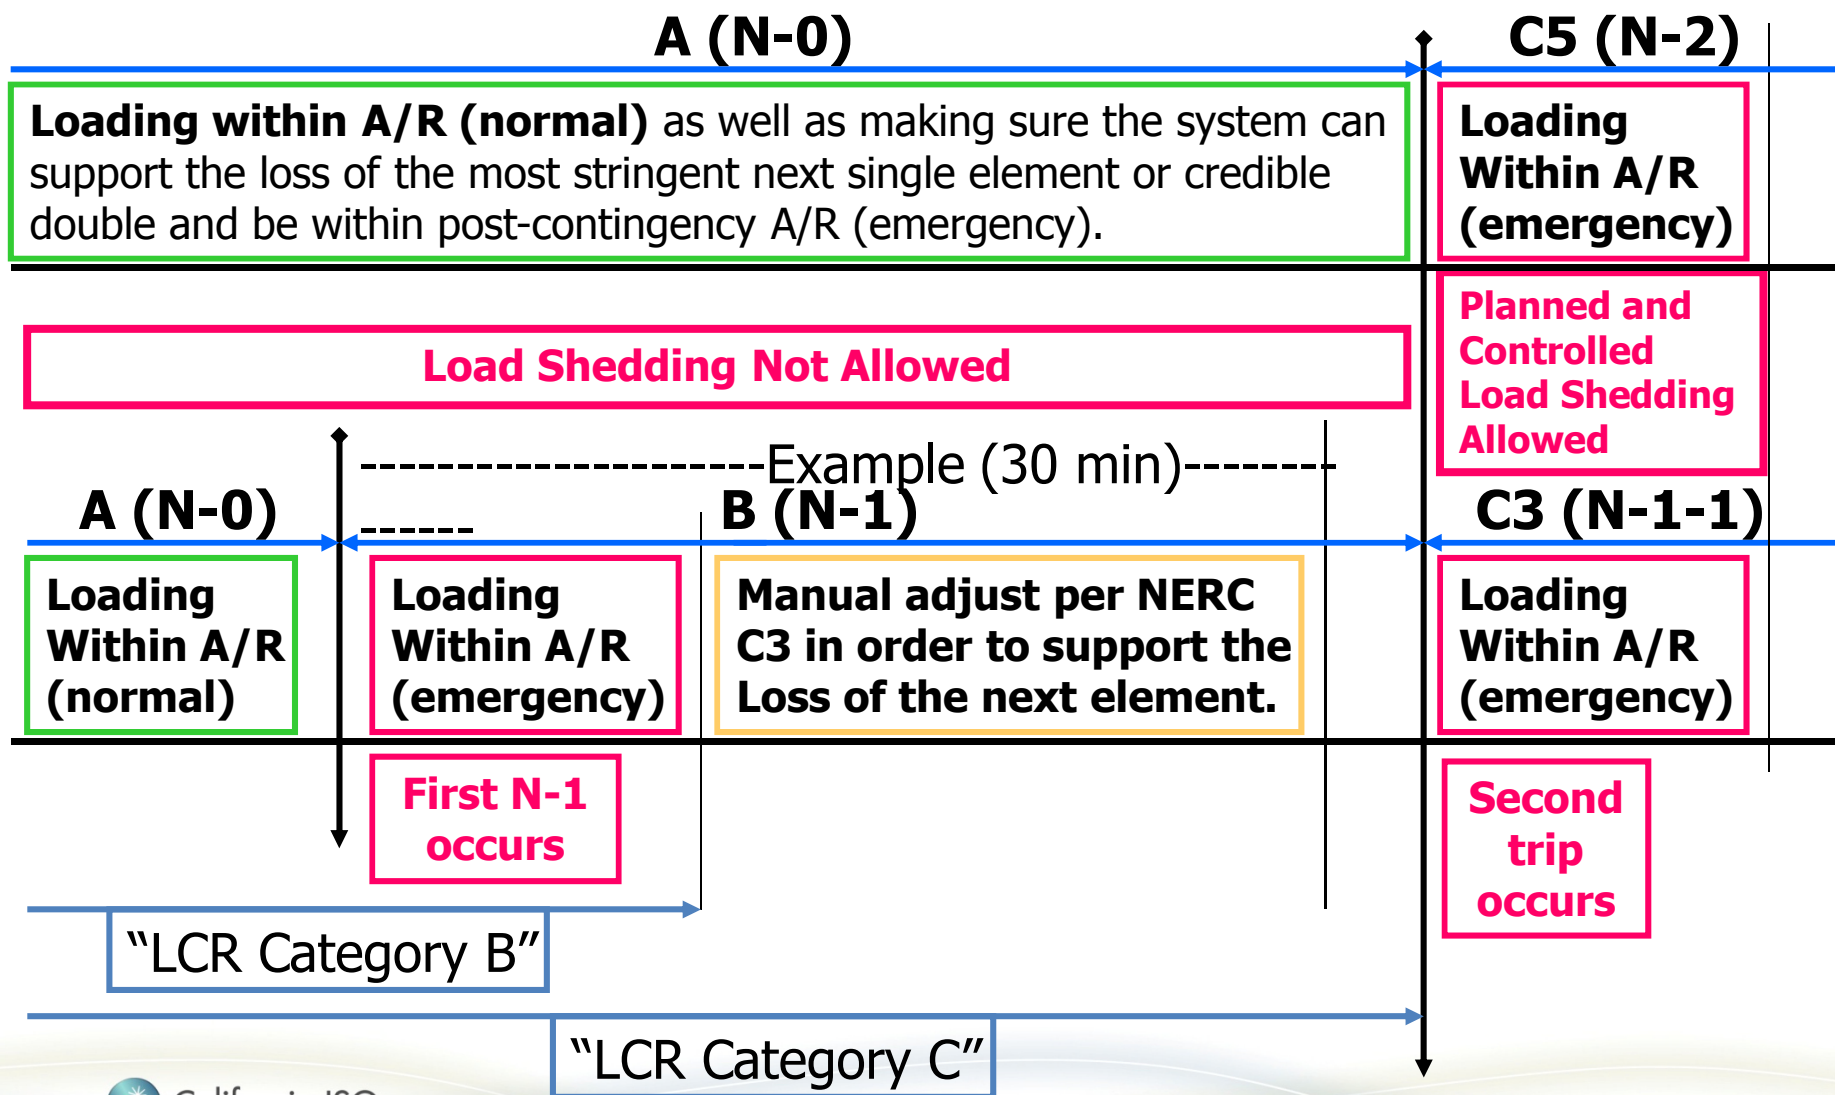 A (N-0)
C5 (N-2)
Loading within A/R (normal) as well as making sure the system can
support the loss of the most stringent next single element or credible
double and be within post-contingency A/R (emergency).
Loading
Within A/R
(emergency)
Load Shedding Not Allowed
Planned and
Controlled
Load Shedding
Allowed
Example (30 min)
A (N-0)
B (N-1)
C3 (N-1-1)
Loading
Within A/R
(normal)
Loading
Within A/R
(emergency)
Manual adjust per NERC
C3 in order to support the
Loss of the next element.
Loading
Within A/R
(emergency)
First N-1
occurs
Second
trip
occurs
“LCR Category B”
“LCR Category C”
California ISO